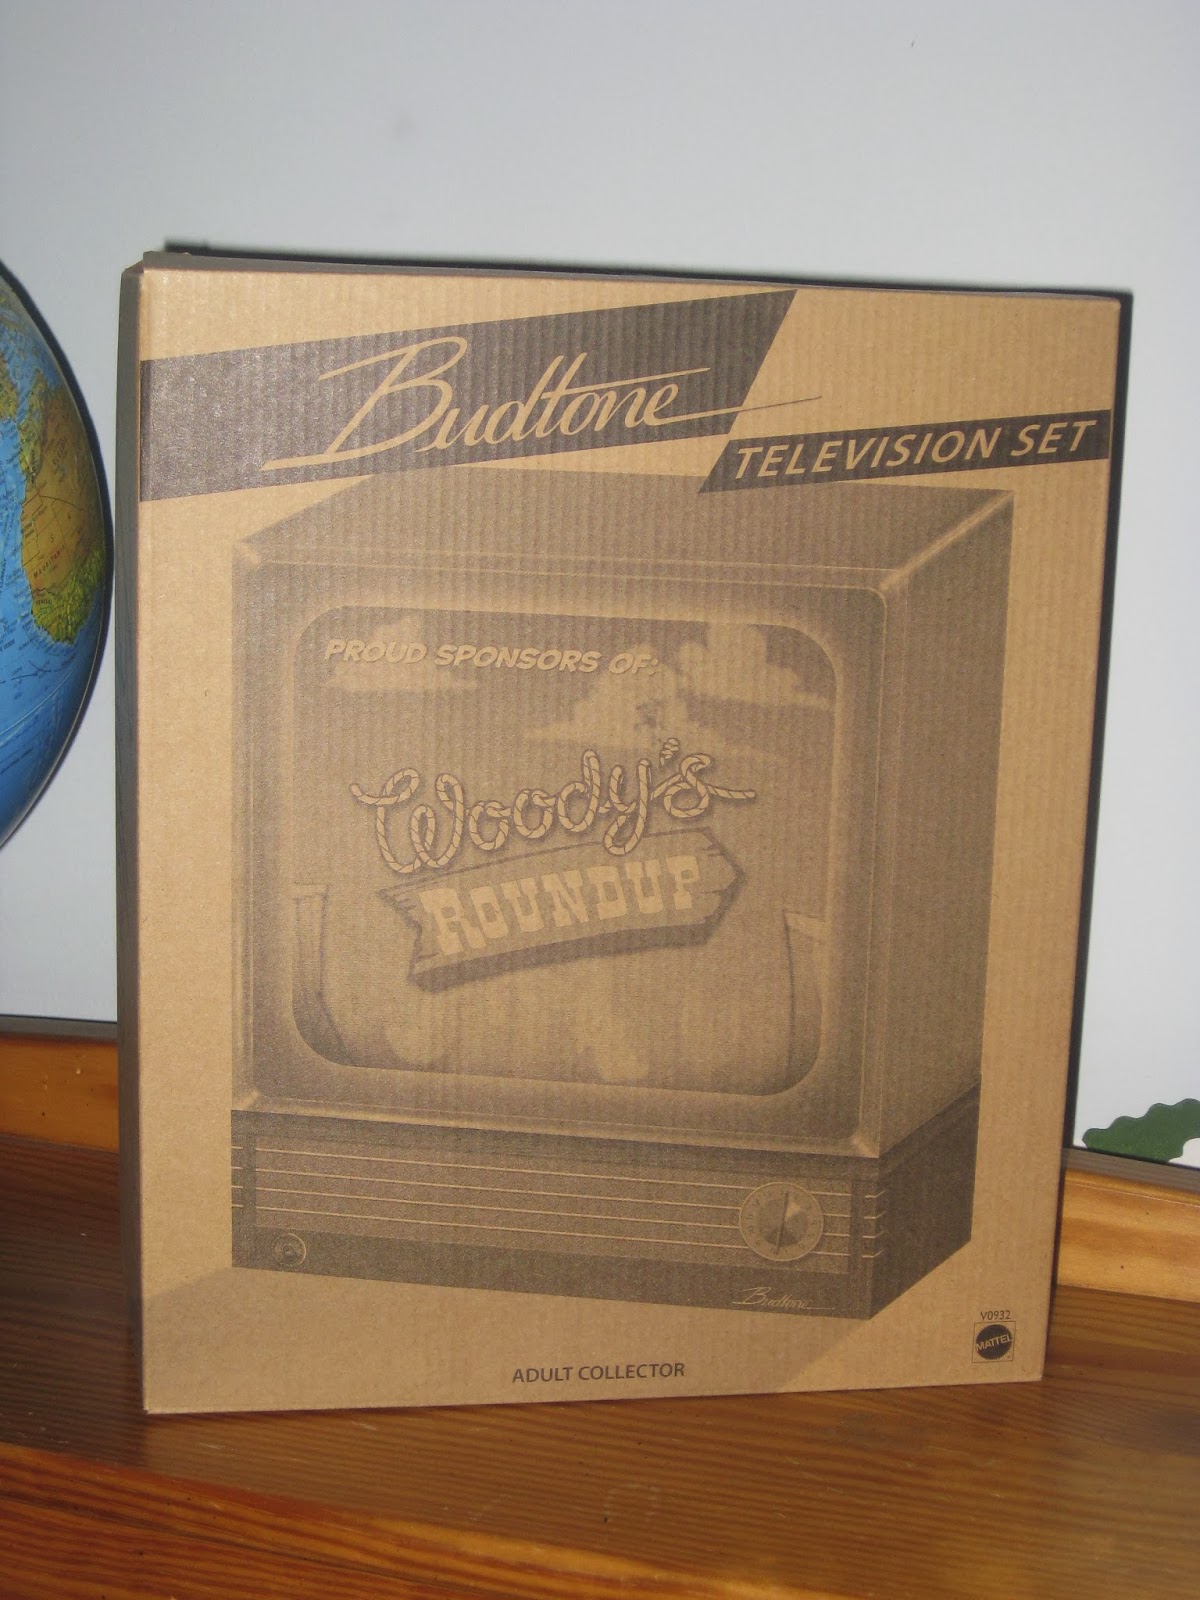 Budtone
TELEVISION SET
PROUD SPONSORS OF:
Woody's
ROUNDUP
Budtone
V0932
MATTEL
ADULT COLLECTOR